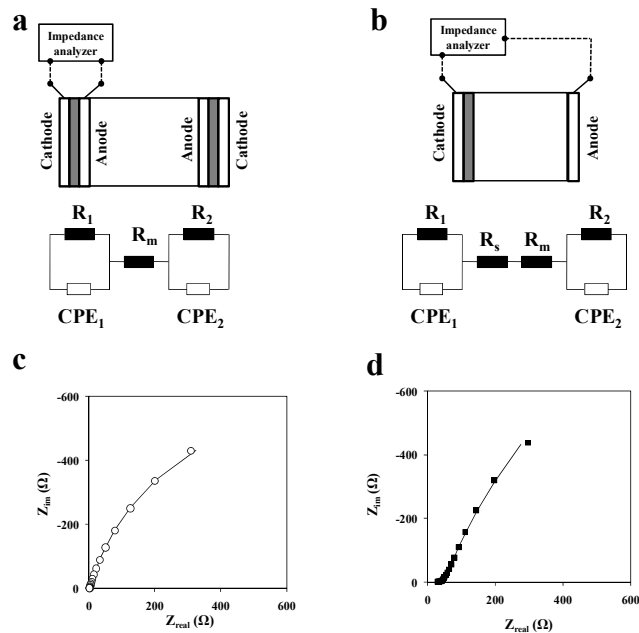 a
Impedance
analyzer
Cathode
Anode
Anode
Cathode
R1
Rm
R2
CPE1
CPE2
b
Impedance
analyzer
Cathode
Anode
R1
Rs
Rm
R2
CPE1
CPE2
c
-600
-400
-200
0
Zim (Ω)
0
200
400
600
Zreal (Ω)
d
-600
-400
-200
0
Zim (Ω)
0
200
400
600
Zreal (Ω)